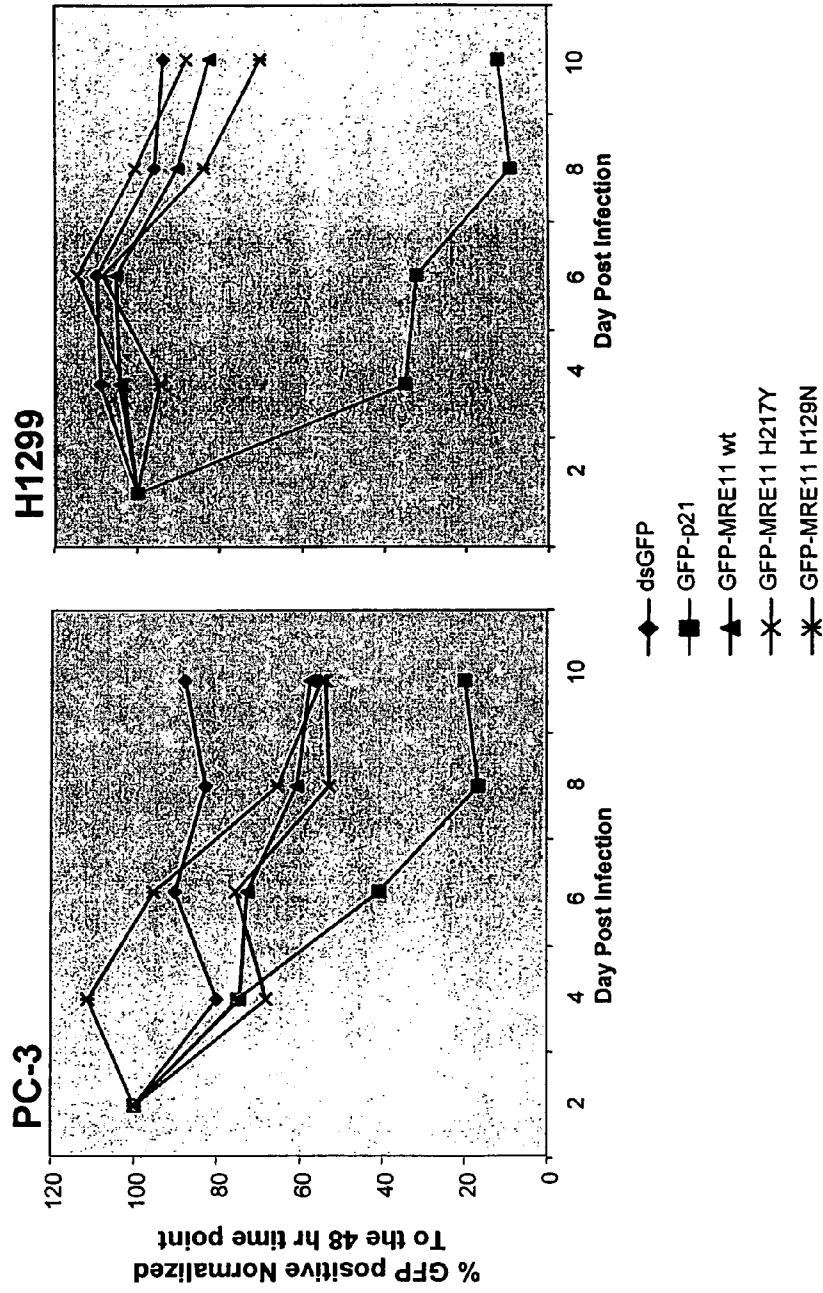 PC-3
H1299
% GFP positive Normalized
To the 48 hr time point
120
100
80
60
40
20
0
2
4
6
8
10
Day Post Infection
2
4
6
8
10
Day Post Infection
dsGFP
GFP-p21
GFP-MRE11 wt
GFP-MRE11 H217Y
GFP-MRE11 H129N